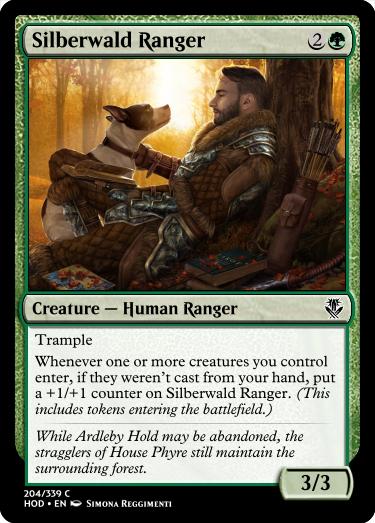 Silberwald Ranger 2
Creature — Human Ranger
Trample
Whenever one or more creatures you control
enter, if they weren't cast from your hand, put
a +1/+1 counter on Silberwald Ranger. (This
includes tokens entering the battlefield.)
While Ardleby Hold may be abandoned, the
stragglers of House Phyre still maintain the
surrounding forest.
3/3
204/339 C
HOD • EN Simona Reggimenti